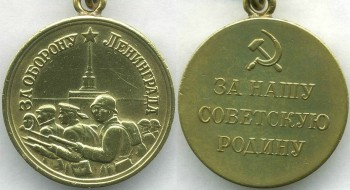 ЗА ОБОРОНУ ЛЕНИНГРАДА
ЗА НАШУ
СОВЕТСКУЮ
РОДИНУ